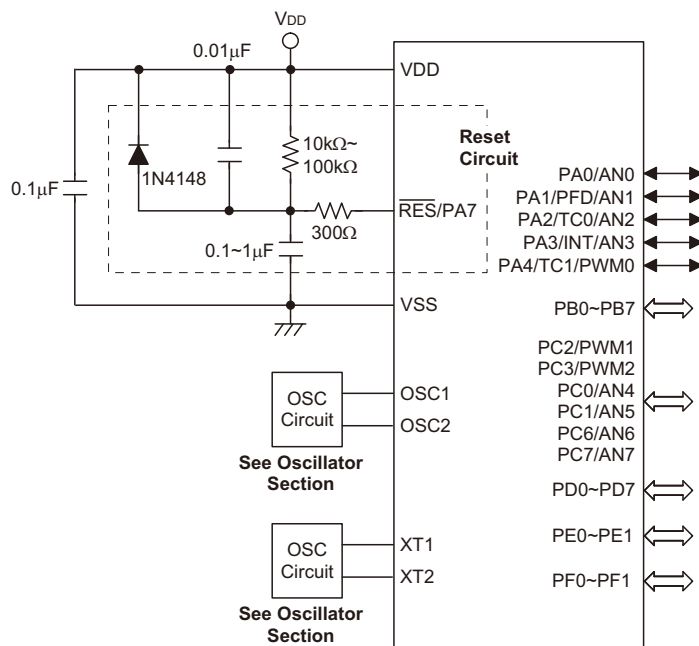 VDD
0.01μF
VDD
Reset
Circuit
10kΩ~
100kΩ
1N4148
0.1μF
RES/PA7
300Ω
0.1~1μF
VSS
PA0/AN0
PA1/PFD/AN1
PA2/TC0/AN2
PA3/INT/AN3
PA4/TC1/PWM0
PB0~PB7
PC2/PWM1
PC3/PWM2
PC0/AN4
PC1/AN5
PC6/AN6
PC7/AN7
PD0~PD7
PE0~PE1
PF0~PF1
OSC
Circuit
OSC1
OSC2
See Oscillator
Section
OSC
Circuit
XT1
XT2
See Oscillator
Section